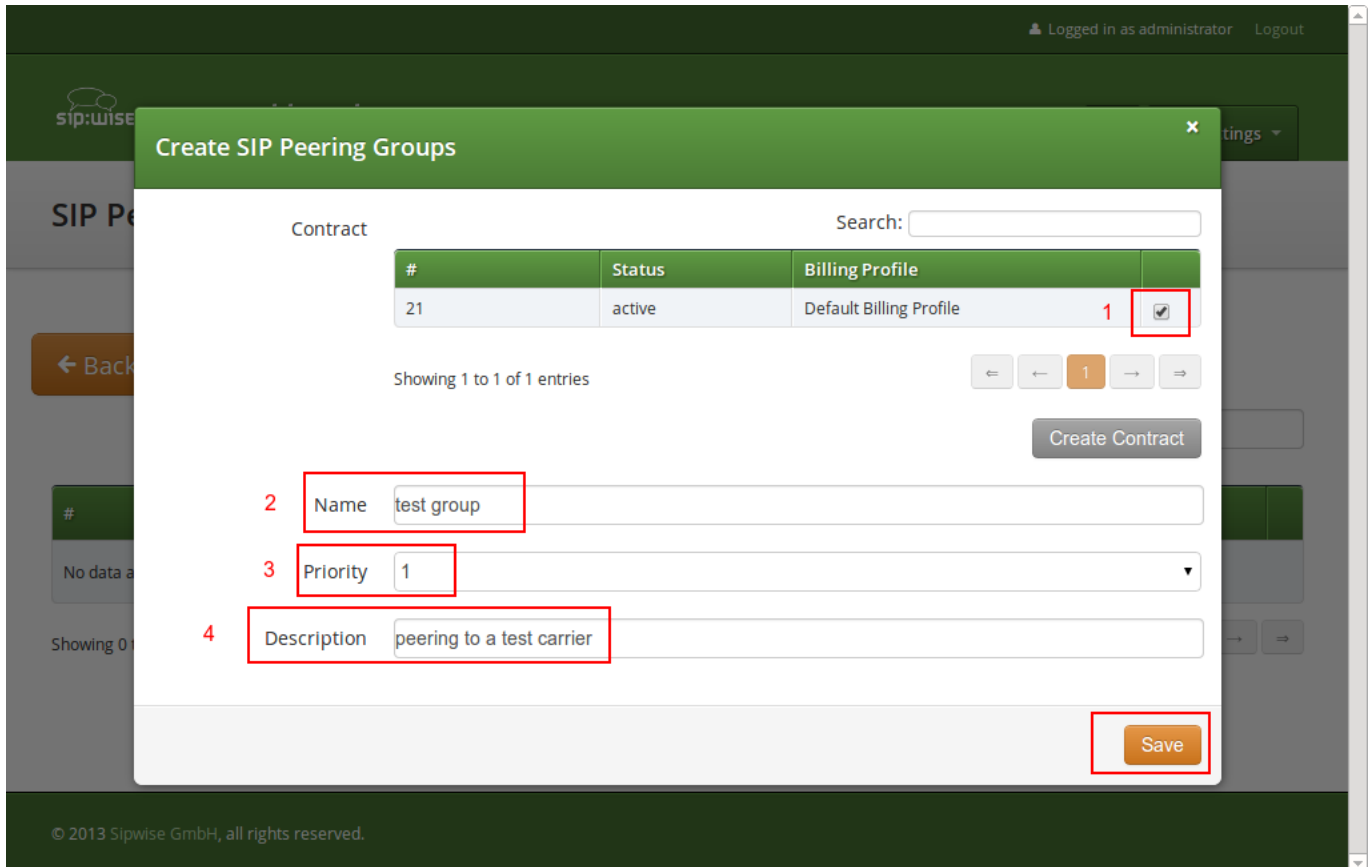 Logged in as administrator Logout
sip:wise
tings
Create SIP Peering Groups ×
SIP Pe
Contract
Search:
# Status Billing Profile
21 active Default Billing Profile 1
← Back
Showing 1 to 1 of 1 entries
⇐ ← 1 → ⇒
Create Contract
2 Name test group
#
3 Priority 1
No data a
4 Description peering to a test carrier
Showing 0 t
→ ⇒
Save
© 2013 Sipwise GmbH, all rights reserved.